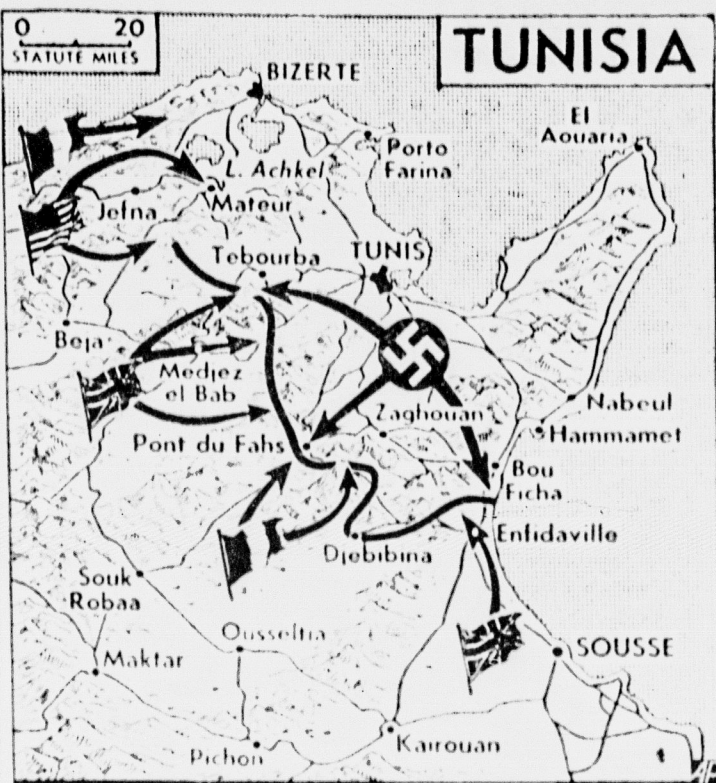 0 20
STATUTE MILES
TUNISIA
BIZERTE
El
Aouaria
Porto
Farina
L. Achkel
Jefna
Mateur
Tebourba
TUNIS
Beja
Medjez
el Bab
Zaghouan
Nabeul
Hammamet
Pont du Fahs
Bou
Ficha
Djebibina
Enfidaville
Souk
Robaa
Ousseltia
SOUSSE
Maktar
Pichon
Kairouan